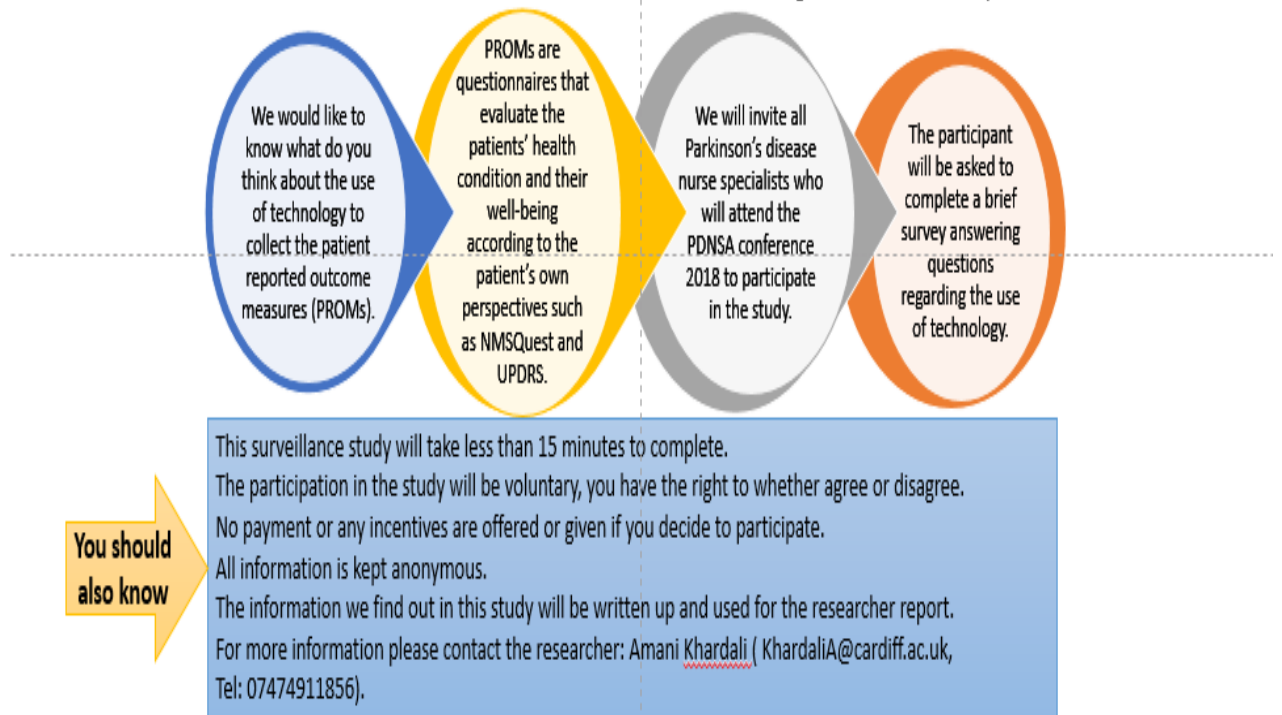 We would like to
know what do you
think about the use
of technology to
collect the patient
reported outcome
measures (PROMs).
PROMs are
questionnaires that
evaluate the
patients’ health
condition and their
well-being
according to the
patient’s own
perspectives such
as NMSQuest and
UPDRS.
We will invite all
Parkinson’s disease
nurse specialists who
will attend the
PDNSA conference
2018 to participate
in the study.
The participant
will be asked to
complete a brief
survey answering
questions
regarding the use
of technology.
You should
also know
This surveillance study will take less than 15 minutes to complete.
The participation in the study will be voluntary, you have the right to whether agree or disagree.
No payment or any incentives are offered or given if you decide to participate.
All information is kept anonymous.
The information we find out in this study will be written up and used for the researcher report.
For more information please contact the researcher: Amani Khardali ( KhardaliA@cardiff.ac.uk,
Tel: 07474911856).